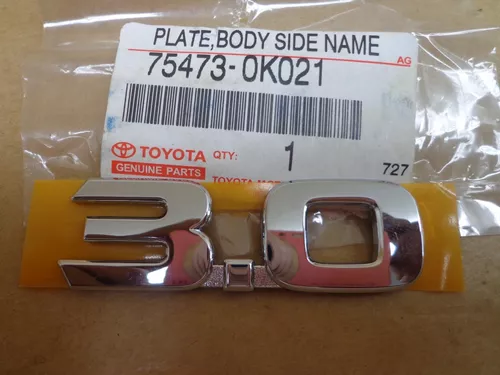 PLATE,BODY SIDE NAME
AG
75473-0K021
TOYOTA QTY: 1
GENUINE PARTS
727
3.0